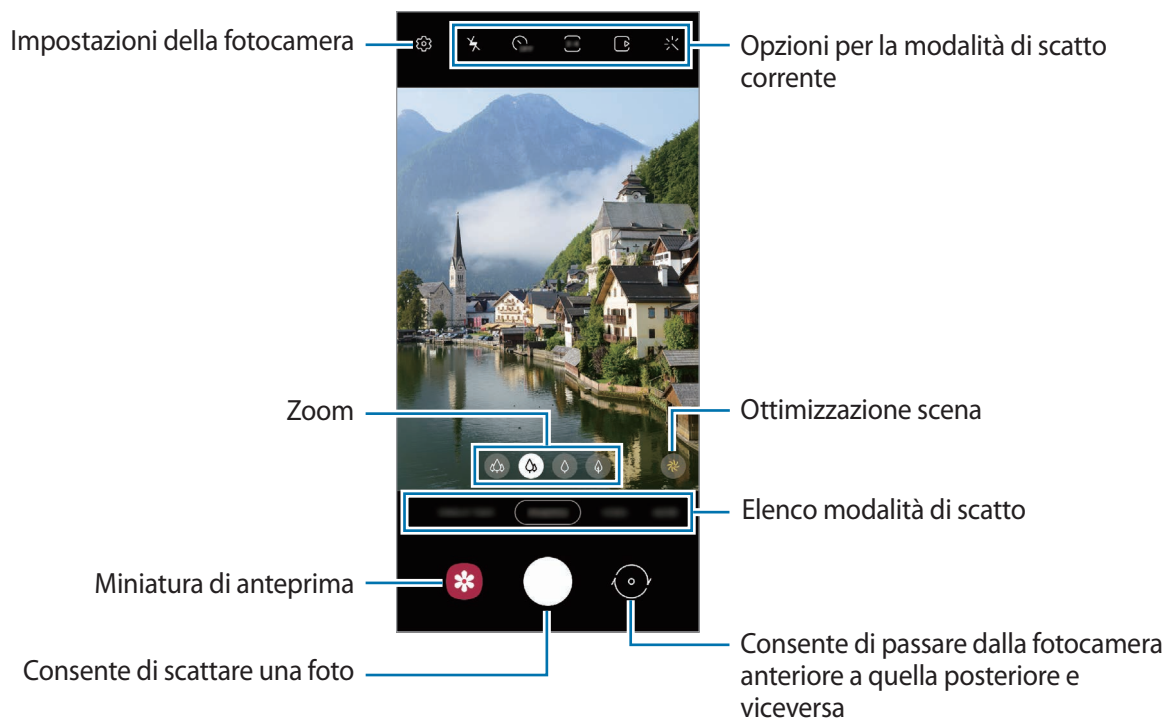 Impostazioni della fotocamera
Opzioni per la modalità di scatto
corrente
Zoom
Ottimizzazione scena
Elenco modalità di scatto
Miniatura di anteprima
Consente di scattare una foto
Consente di passare dalla fotocamera
anteriore a quella posteriore e
viceversa